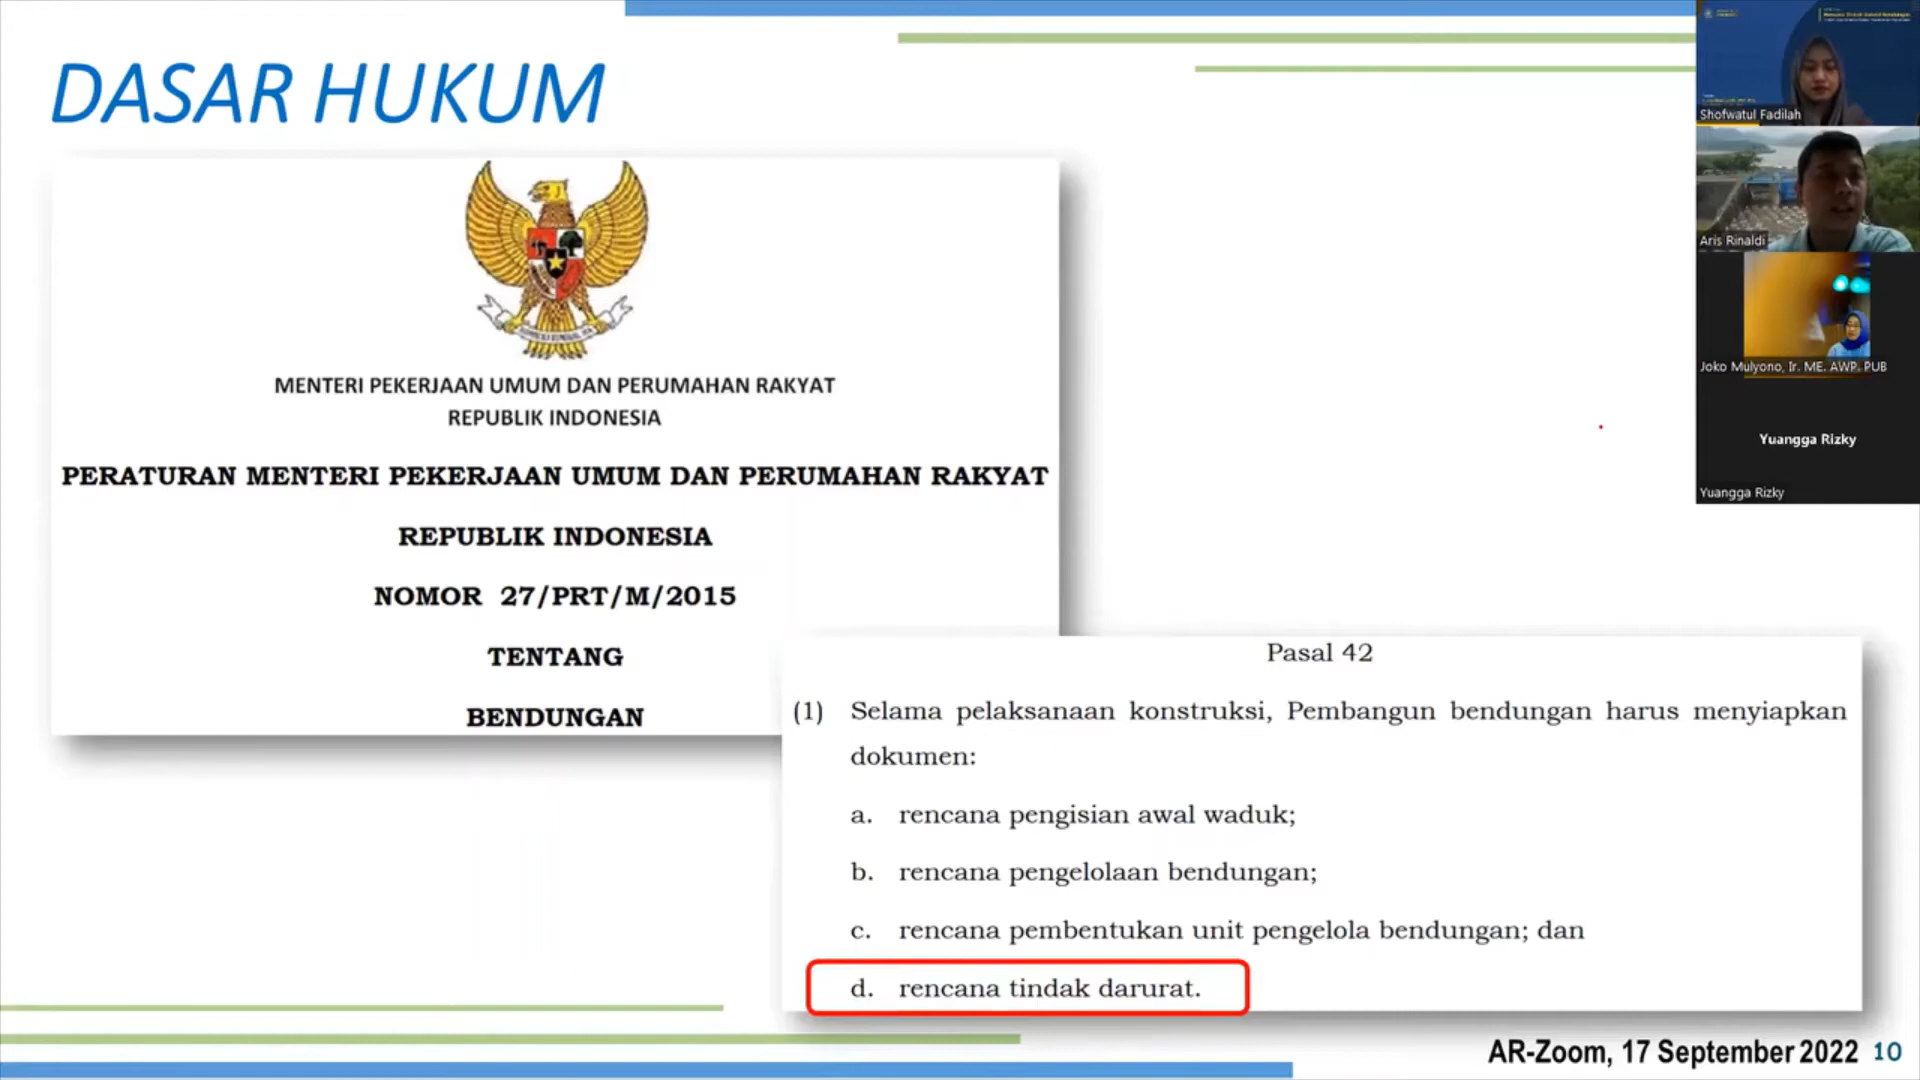 DASAR HUKUM
MENTERI PEKERJAAN UMUM DAN PERUMAHAN RAKYAT
REPUBLIK INDONESIA
PERATURAN MENTERI PEKERJAAN UMUM DAN PERUMAHAN RAKYAT
REPUBLIK INDONESIA
NOMOR 27/PRT/M/2015
TENTANG
BENDUNGAN
Pasal 42
(1) Selama pelaksanaan konstruksi, Pembangun bendungan harus menyiapkan
dokumen:
a. rencana pengisian awal waduk;
b. rencana pengelolaan bendungan;
c. rencana pembentukan unit pengelola bendungan; dan
d. rencana tindak darurat.
AR-Zoom, 17 September 2022 10
Shofwatul Fadilah
Aris Rinaldi
Joko Mulyono, Ir. ME. AWP. PUB
Yuangga Rizky
Yuangga Rizky